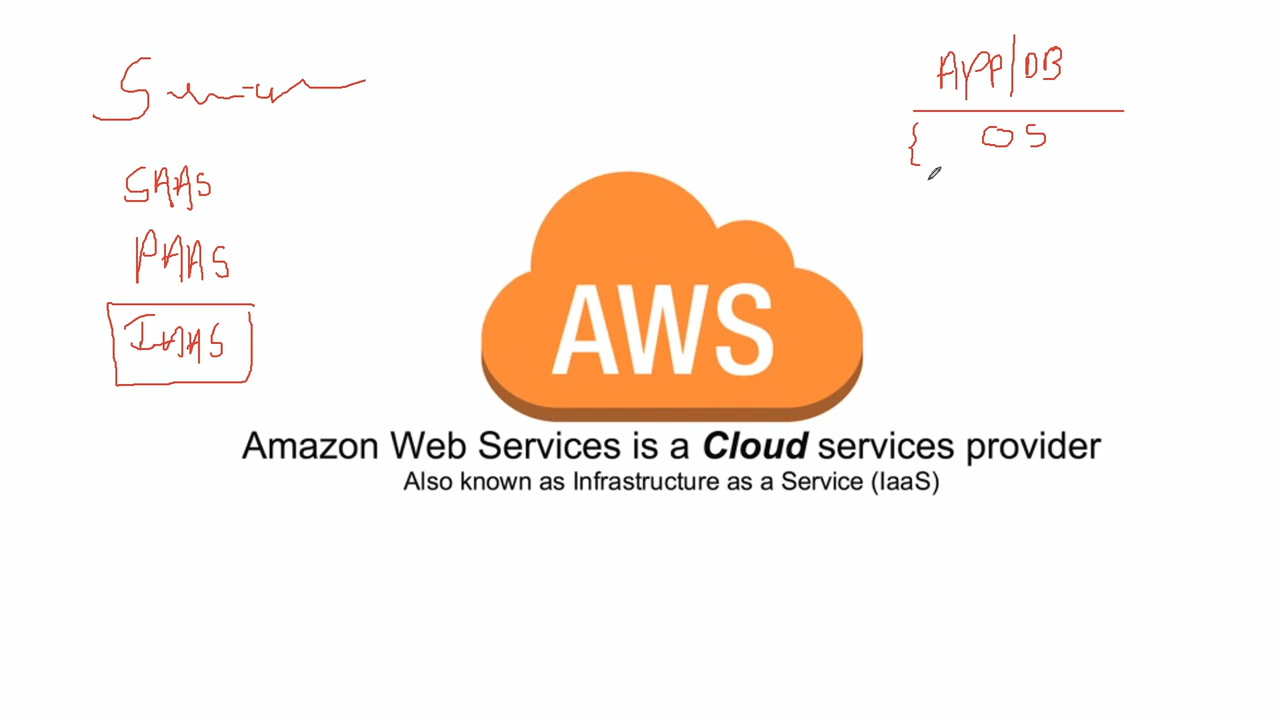 APP/DB
OS
SAAS
PAAS
IAAS
AWS
Amazon Web Services is a Cloud services provider
Also known as Infrastructure as a Service (IaaS)